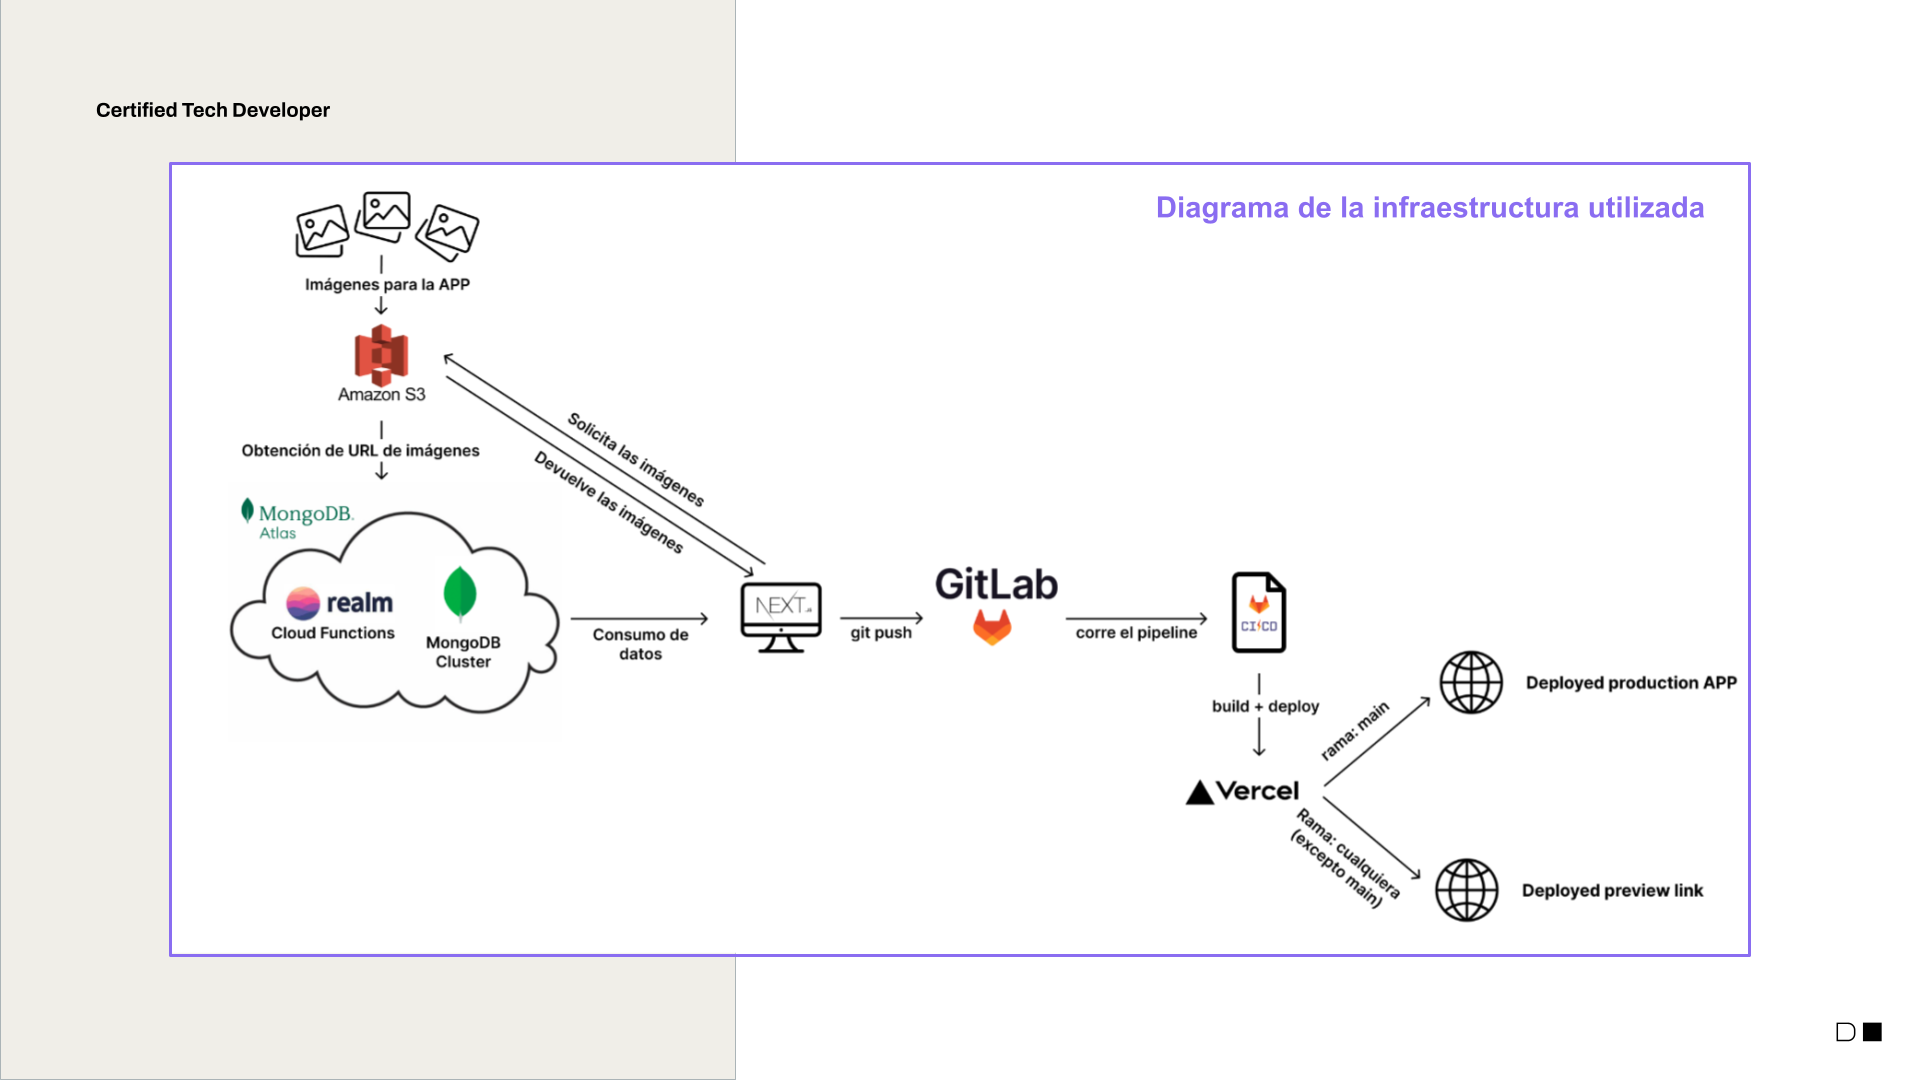 Certified Tech Developer
Diagrama de la infraestructura utilizada
Imágenes para la APP
Amazon S3
Obtención de URL de imágenes
Solicita las imágenes
Devuelve las imágenes
MongoDB.
Atlas
realm
Cloud Functions
MongoDB
Cluster
Consumo de
datos
NEXT.js
git push
GitLab
corre el pipeline
CI/CD
build + deploy
Vercel
rama: main
Deployed production APP
Rama: cualquiera
(excepto main)
Deployed preview link
D